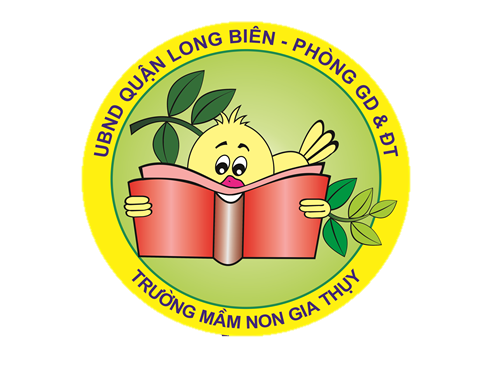 UBND QUẬN LONG BIÊN - PHÒNG GD & ĐT
TRƯỜNG MẦM NON GIA THỤY